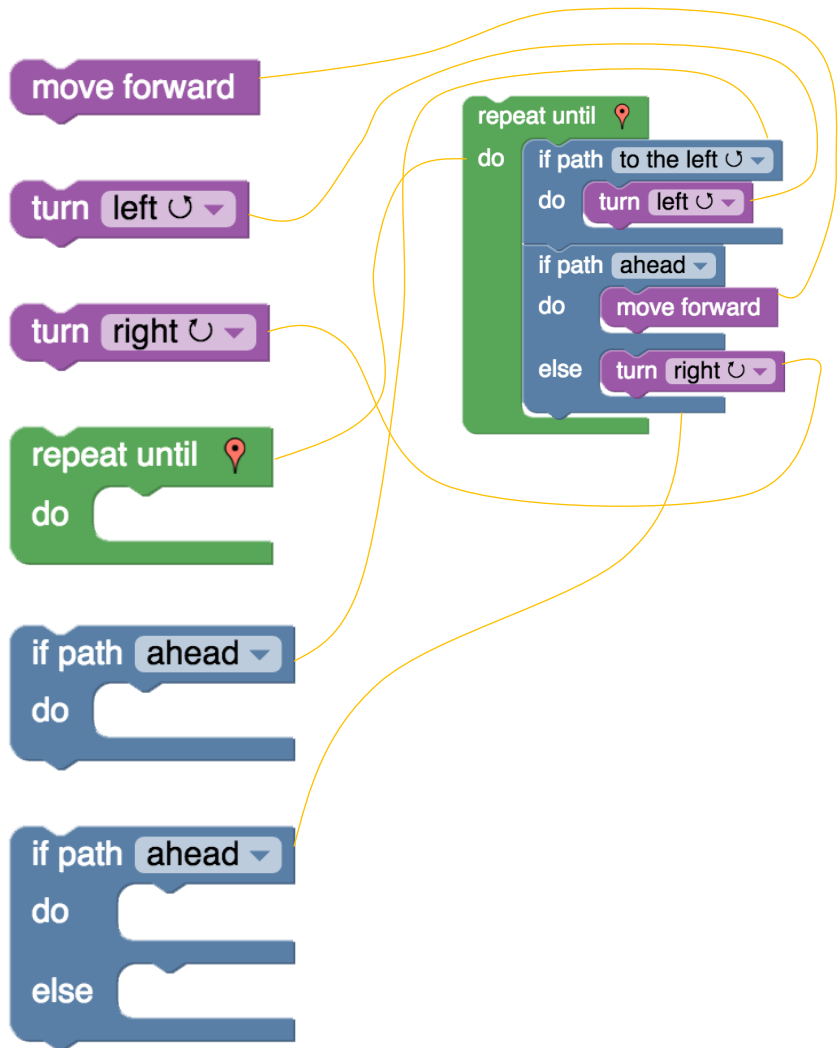 move forward
turn left
turn right
repeat until
do
if path ahead
do
if path ahead
do
else
repeat until
do if path to the left
do turn left
if path ahead
do move forward
else turn right